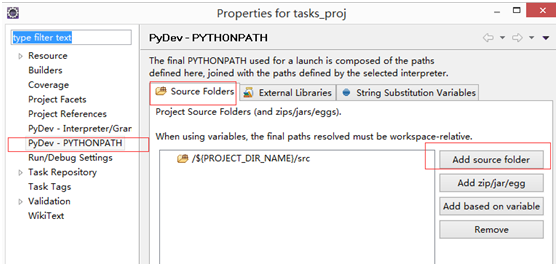 Properties for tasks_proj
type filter text
Resource
Builders
Coverage
Project Facets
Project References
PyDev - Interpreter/Grar
PyDev - PYTHONPATH
Run/Debug Settings
Task Repository
Task Tags
Validation
WikiText
PyDev - PYTHONPATH
The final PYTHONPATH used for a launch is composed of the paths
defined here, joined with the paths defined by the selected interpreter.
Source Folders
External Libraries
String Substitution Variables
Project Source Folders (and zips/jars/eggs).
When using variables, the final paths resolved must be workspace-relative.
/${PROJECT_DIR_NAME}/src
Add source folder
Add zip/jar/egg
Add based on variable
Remove